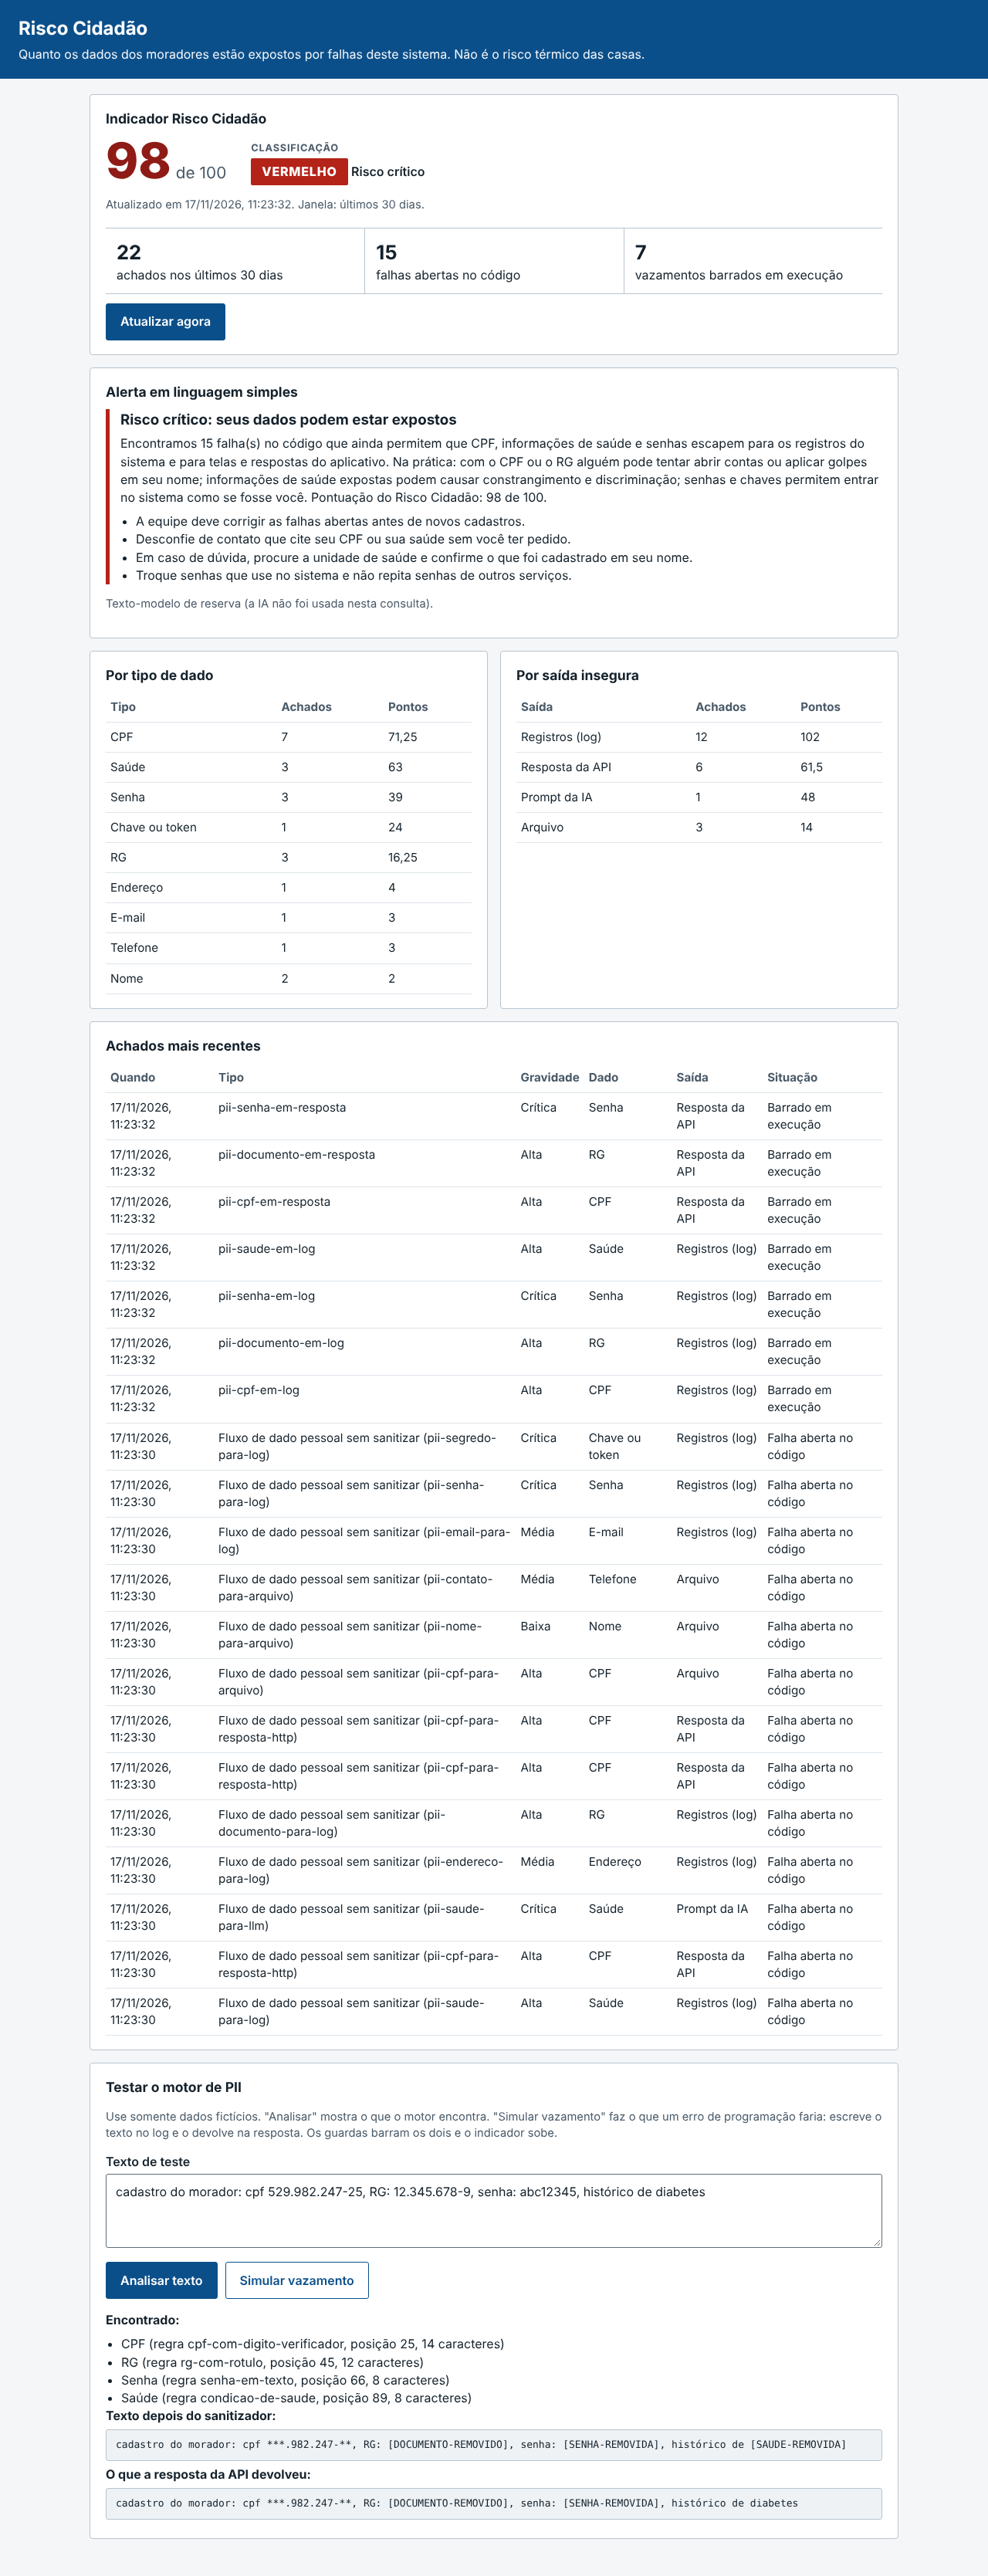 Risco Cidadão
Quanto os dados dos moradores estão expostos por falhas deste sistema. Não é o risco térmico das casas.
Indicador Risco Cidadão
98 de 100
CLASSIFICAÇÃO
VERMELHO Risco crítico
Atualizado em 17/11/2026, 11:23:32. Janela: últimos 30 dias.
22
achados nos últimos 30 dias
15
falhas abertas no código
7
vazamentos barrados em execução
Atualizar agora
Alerta em linguagem simples
Risco crítico: seus dados podem estar expostos
Encontramos 15 falha(s) no código que ainda permitem que CPF, informações de saúde e senhas escapem para os registros do
sistema e para telas e respostas do aplicativo. Na prática: com o CPF ou o RG alguém pode tentar abrir contas ou aplicar golpes
em seu nome; informações de saúde expostas podem causar constrangimento e discriminação; senhas e chaves permitem entrar
no sistema como se fosse você. Pontuação do Risco Cidadão: 98 de 100.
• A equipe deve corrigir as falhas abertas antes de novos cadastros.
• Desconfie de contato que cite seu CPF ou sua saúde sem você ter pedido.
• Em caso de dúvida, procure a unidade de saúde e confirme o que foi cadastrado em seu nome.
• Troque senhas que use no sistema e não repita senhas de outros serviços.
Texto-modelo de reserva (a IA não foi usada nesta consulta).
Por tipo de dado
Tipo Achados Pontos
CPF 7 71,25
Saúde 3 63
Senha 3 39
Chave ou token 1 24
RG 3 16,25
Endereço 1 4
E-mail 1 3
Telefone 1 3
Nome 2 2
Por saída insegura
Saída Achados Pontos
Registros (log) 12 102
Resposta da API 6 61,5
Prompt da IA 1 48
Arquivo 3 14
Achados mais recentes
Quando Tipo Gravidade Dado Saída Situação
17/11/2026, pii-senha-em-resposta Crítica Senha Resposta da Barrado em
11:23:32 API execução
17/11/2026, pii-documento-em-resposta Alta RG Resposta da Barrado em
11:23:32 API execução
17/11/2026, pii-cpf-em-resposta Alta CPF Resposta da Barrado em
11:23:32 API execução
17/11/2026, pii-saude-em-log Alta Saúde Registros (log) Barrado em
11:23:32 execução
17/11/2026, pii-senha-em-log Crítica Senha Registros (log) Barrado em
11:23:32 execução
17/11/2026, pii-documento-em-log Alta RG Registros (log) Barrado em
11:23:32 execução
17/11/2026, pii-cpf-em-log Alta CPF Registros (log) Barrado em
11:23:32 execução
17/11/2026, Fluxo de dado pessoal sem sanitizar (pii-segredo- Crítica Chave ou Registros (log) Falha aberta no
11:23:30 para-log) token código
17/11/2026, Fluxo de dado pessoal sem sanitizar (pii-senha- Crítica Senha Registros (log) Falha aberta no
11:23:30 para-log) código
17/11/2026, Fluxo de dado pessoal sem sanitizar (pii-email-para- Média E-mail Registros (log) Falha aberta no
11:23:30 log) código
17/11/2026, Fluxo de dado pessoal sem sanitizar (pii-contato- Média Telefone Arquivo Falha aberta no
11:23:30 para-arquivo) código
17/11/2026, Fluxo de dado pessoal sem sanitizar (pii-nome- Baixa Nome Arquivo Falha aberta no
11:23:30 para-arquivo) código
17/11/2026, Fluxo de dado pessoal sem sanitizar (pii-cpf-para- Alta CPF Arquivo Falha aberta no
11:23:30 arquivo) código
17/11/2026, Fluxo de dado pessoal sem sanitizar (pii-cpf-para- Alta CPF Resposta da Falha aberta no
11:23:30 resposta-http) API código
17/11/2026, Fluxo de dado pessoal sem sanitizar (pii-cpf-para- Alta CPF Resposta da Falha aberta no
11:23:30 resposta-http) API código
17/11/2026, Fluxo de dado pessoal sem sanitizar (pii- Alta RG Registros (log) Falha aberta no
11:23:30 documento-para-log) código
17/11/2026, Fluxo de dado pessoal sem sanitizar (pii-endereco- Média Endereço Registros (log) Falha aberta no
11:23:30 para-log) código
17/11/2026, Fluxo de dado pessoal sem sanitizar (pii-saude- Crítica Saúde Prompt da IA Falha aberta no
11:23:30 para-llm) código
17/11/2026, Fluxo de dado pessoal sem sanitizar (pii-cpf-para- Alta CPF Resposta da Falha aberta no
11:23:30 resposta-http) API código
17/11/2026, Fluxo de dado pessoal sem sanitizar (pii-saude- Alta Saúde Registros (log) Falha aberta no
11:23:30 para-log) código
Testar o motor de PII
Use somente dados fictícios. "Analisar" mostra o que o motor encontra. "Simular vazamento" faz o que um erro de programação faria: escreve o
texto no log e o devolve na resposta. Os guardas barram os dois e o indicador sobe.
Texto de teste
cadastro do morador: cpf 529.982.247-25, RG: 12.345.678-9, senha: abc12345, histórico de diabetes
Analisar texto Simular vazamento
Encontrado:
• CPF (regra cpf-com-digito-verificador, posição 25, 14 caracteres)
• RG (regra rg-com-rotulo, posição 45, 12 caracteres)
• Senha (regra senha-em-texto, posição 66, 8 caracteres)
• Saúde (regra condicao-de-saude, posição 89, 8 caracteres)
Texto depois do sanitizador:
cadastro do morador: cpf ***.982.247-**, RG: [DOCUMENTO-REMOVIDO], senha: [SENHA-REMOVIDA], histórico de [SAUDE-REMOVIDA]
O que a resposta da API devolveu:
cadastro do morador: cpf ***.982.247-**, RG: [DOCUMENTO-REMOVIDO], senha: [SENHA-REMOVIDA], histórico de diabetes